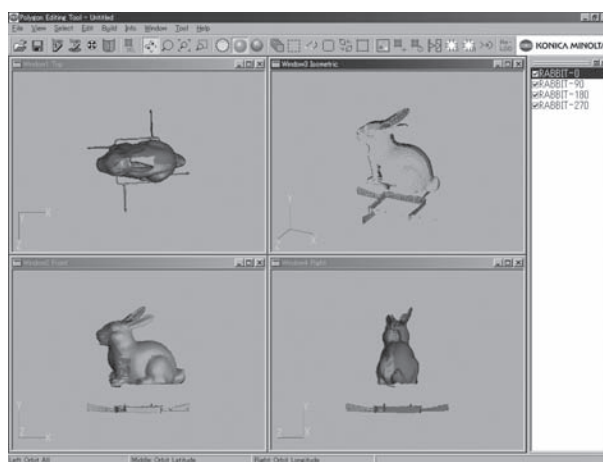 Polygon Editing Tool - Untitled
File View Select Edit Build Info Window Tool Help
KONICA MINOLTA
Window1 Top
Window3 Isometric
RABBIT-0
RABBIT-90
RABBIT-180
RABBIT-270
Z X
Y X Z
Window2 Front
Window4 Right
Y Z X
Y Z
Left: Orbit All Middle: Orbit Latitude Right: Orbit Longitude